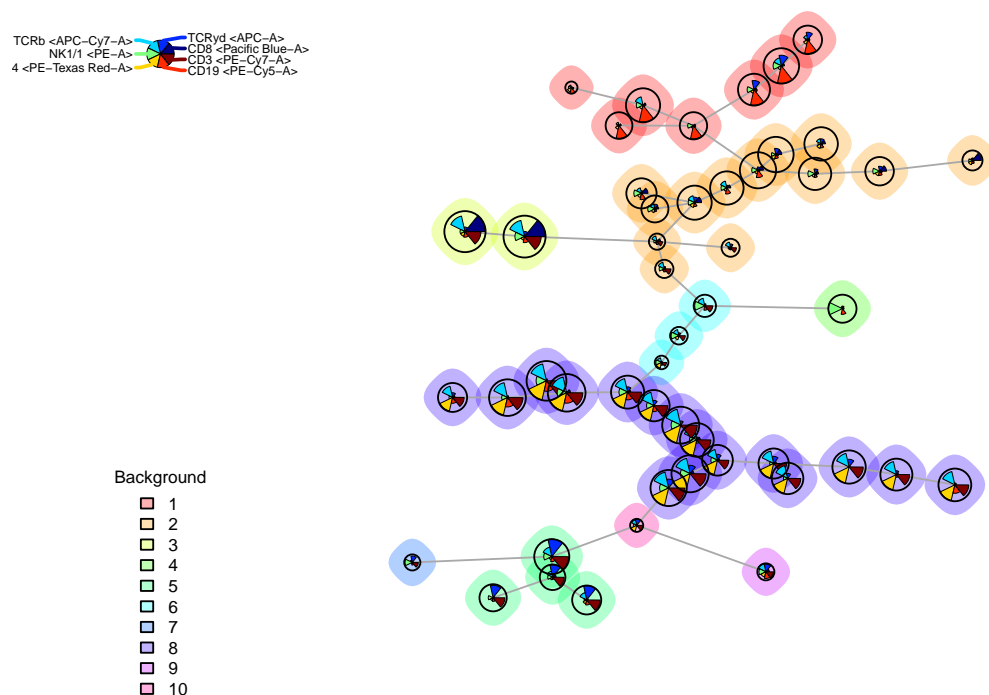 TCRb <APC−Cy7−A>
TCRyd <APC−A>
NK1/1 <PE−A>
CD8 <Pacific Blue−A>
4 <PE−Texas Red−A>
CD3 <PE−Cy7−A>
CD19 <PE−Cy5−A>
Background
1
2
3
4
5
6
7
8
9
10